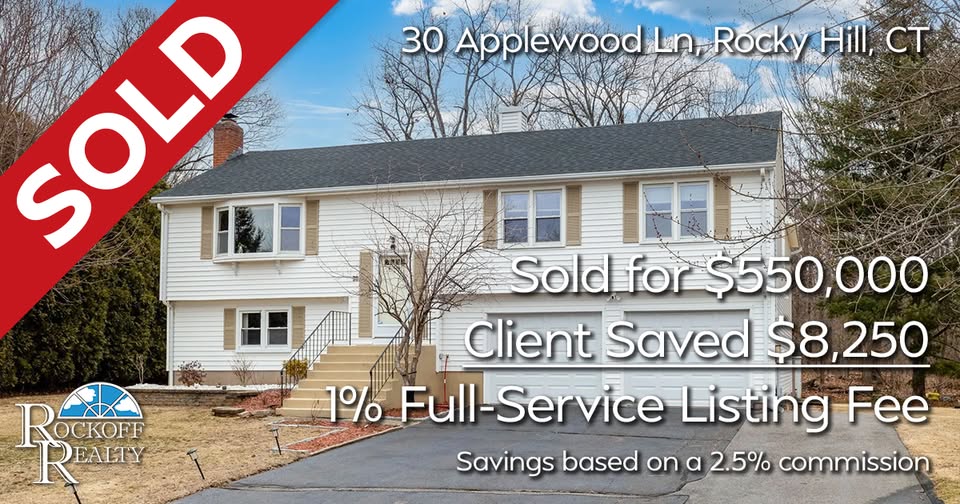 SOLD
30 Applewood Ln, Rocky Hill, CT
Sold for $550,000
Client Saved $8,250
1% Full-Service Listing Fee
Savings based on a 2.5% commission
ROCKOFF
REALTY